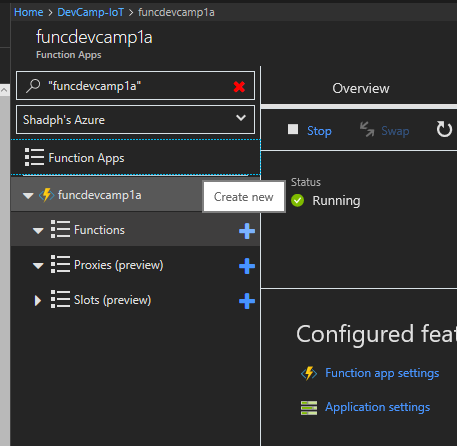 Home > DevCamp-IoT > funcdevcamp1a
funcdevcamp1a
Function Apps
"funcdevcamp1a"
Shadph's Azure
Function Apps
funcdevcamp1a
Create new
Functions
Proxies (preview)
Slots (preview)
Overview
Stop
Swap
Status
Running
Configured fea
Function app settings
Application settings